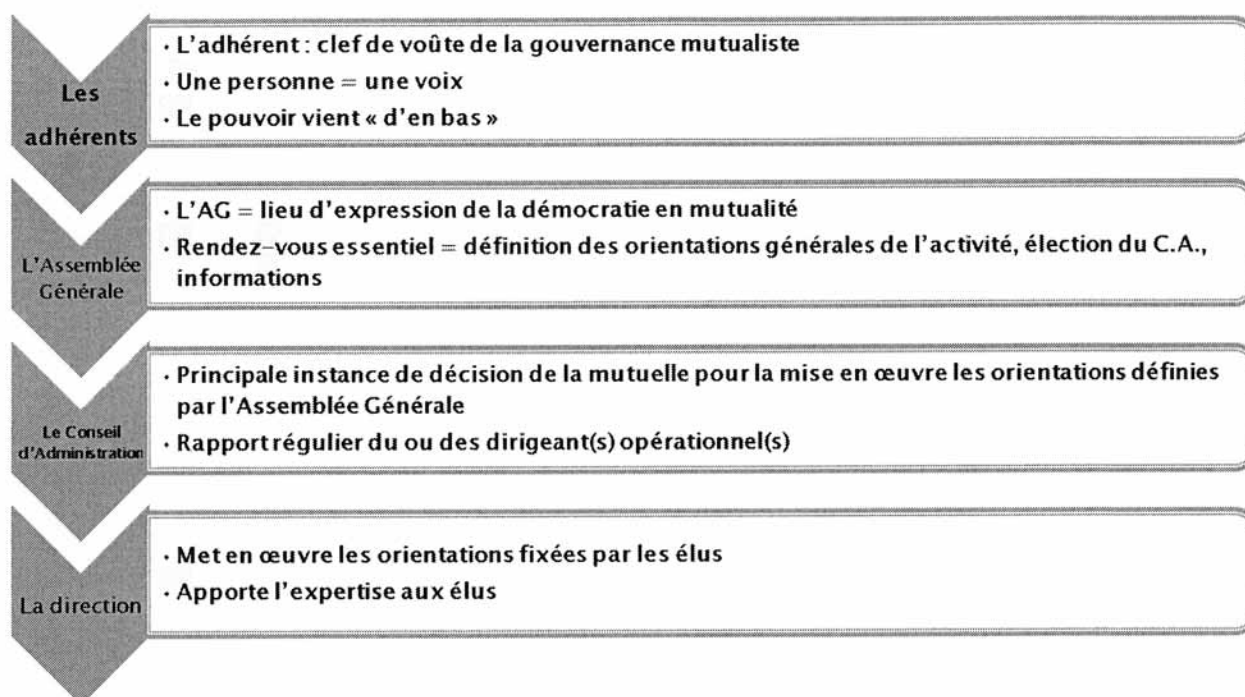 Les
adhérents
· L'adhérent : clef de voûte de la gouvernance mutualiste
· Une personne = une voix
· Le pouvoir vient « d'en bas »
L'Assemblée
Générale
· L'AG = lieu d'expression de la démocratie en mutualité
· Rendez-vous essentiel = définition des orientations générales de l'activité, élection du C.A.,
informations
Le Conseil
d'Administration
· Principale instance de décision de la mutuelle pour la mise en œuvre les orientations définies
par l'Assemblée Générale
· Rapport régulier du ou des dirigeant(s) opérationnel(s)
La direction
· Met en œuvre les orientations fixées par les élus
· Apporte l'expertise aux élus